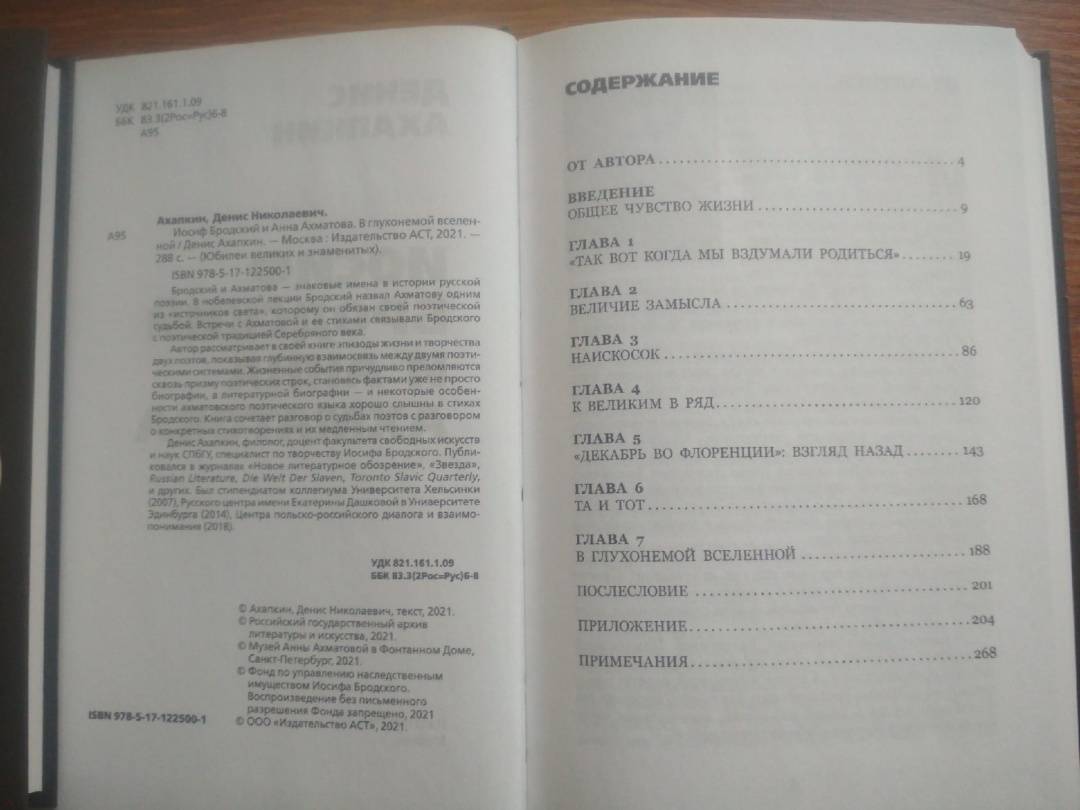 УДК 821.161.1.09
ББК 83.3(2Рос=Рус)6-8
А95
Ахапкин, Денис Николаевич.
А95 Иосиф Бродский и Анна Ахматова. В глухонемой вселен-
ной / Денис Ахапкин. — Москва : Издательство АСТ, 2021. —
288 с. — (Юбилеи великих и знаменитых).
ISBN 978-5-17-122500-1
Бродский и Ахматова — знаковые имена в истории русской
поэзии. В нобелевской лекции Бродский назвал Ахматову одним
из «источников света», которому он обязан своей поэтической
судьбой. Встречи с Ахматовой и ее стихами связывали Бродского
с поэтической традицией Серебряного века.
Автор рассматривает в своей книге эпизоды жизни и творчества
двух поэтов, показывая глубинную взаимосвязь между двумя поэти-
ческими системами. Жизненные события причудливо преломляются
сквозь призму поэтических строк, становясь фактами уже не просто
биографии, а литературной биографии — и некоторые особен-
ности ахматовского поэтического языка хорошо слышны в стихах
Бродского. Книга сочетает разговор о судьбах поэтов с разговором
о конкретных стихотворениях и их медленным чтением.
Денис Ахапкин, филолог, доцент факультета свободных искусств
и наук СПбГУ, специалист по творчеству Иосифа Бродского. Публи-
ковался в журналах «Новое литературное обозрение», «Звезда»,
Russian Literature, Die Welt Der Slaven, Toronto Slavic Quarterly,
и других. Был стипендиатом коллегиума Университета Хельсинки
(2007), Русского центра имени Екатерины Дашковой в Университете
Эдинбурга (2014), Центра польско-российского диалога и взаимо-
понимания (2018).
УДК 821.161.1.09
ББК 83.3(2Рос=Рус)6-8
© Ахапкин, Денис Николаевич, текст, 2021.
© Российский государственный архив
литературы и искусства, 2021.
© Музей Анны Ахматовой в Фонтанном Доме,
Санкт-Петербург, 2021.
© Фонд по управлению наследственным
имуществом Иосифа Бродского.
Воспроизведение без письменного
разрешения Фонда запрещено, 2021
ISBN 978-5-17-122500-1 © ООО «Издательство АСТ», 2021.
СОДЕРЖАНИЕ
ОТ АВТОРА 4
ВВЕДЕНИЕ
ОБЩЕЕ ЧУВСТВО ЖИЗНИ 9
ГЛАВА 1
«ТАК ВОТ КОГДА МЫ ВЗДУМАЛИ РОДИТЬСЯ» 19
ГЛАВА 2
ВЕЛИЧИЕ ЗАМЫСЛА 63
ГЛАВА 3
НАИСКОСОК 86
ГЛАВА 4
К ВЕЛИКИМ В РЯД 120
ГЛАВА 5
«ДЕКАБРЬ ВО ФЛОРЕНЦИИ»: ВЗГЛЯД НАЗАД 143
ГЛАВА 6
ТА И ТОТ 168
ГЛАВА 7
В ГЛУХОНЕМОЙ ВСЕЛЕННОЙ 188
ПОСЛЕСЛОВИЕ 201
ПРИЛОЖЕНИЕ 204
ПРИМЕЧАНИЯ 268